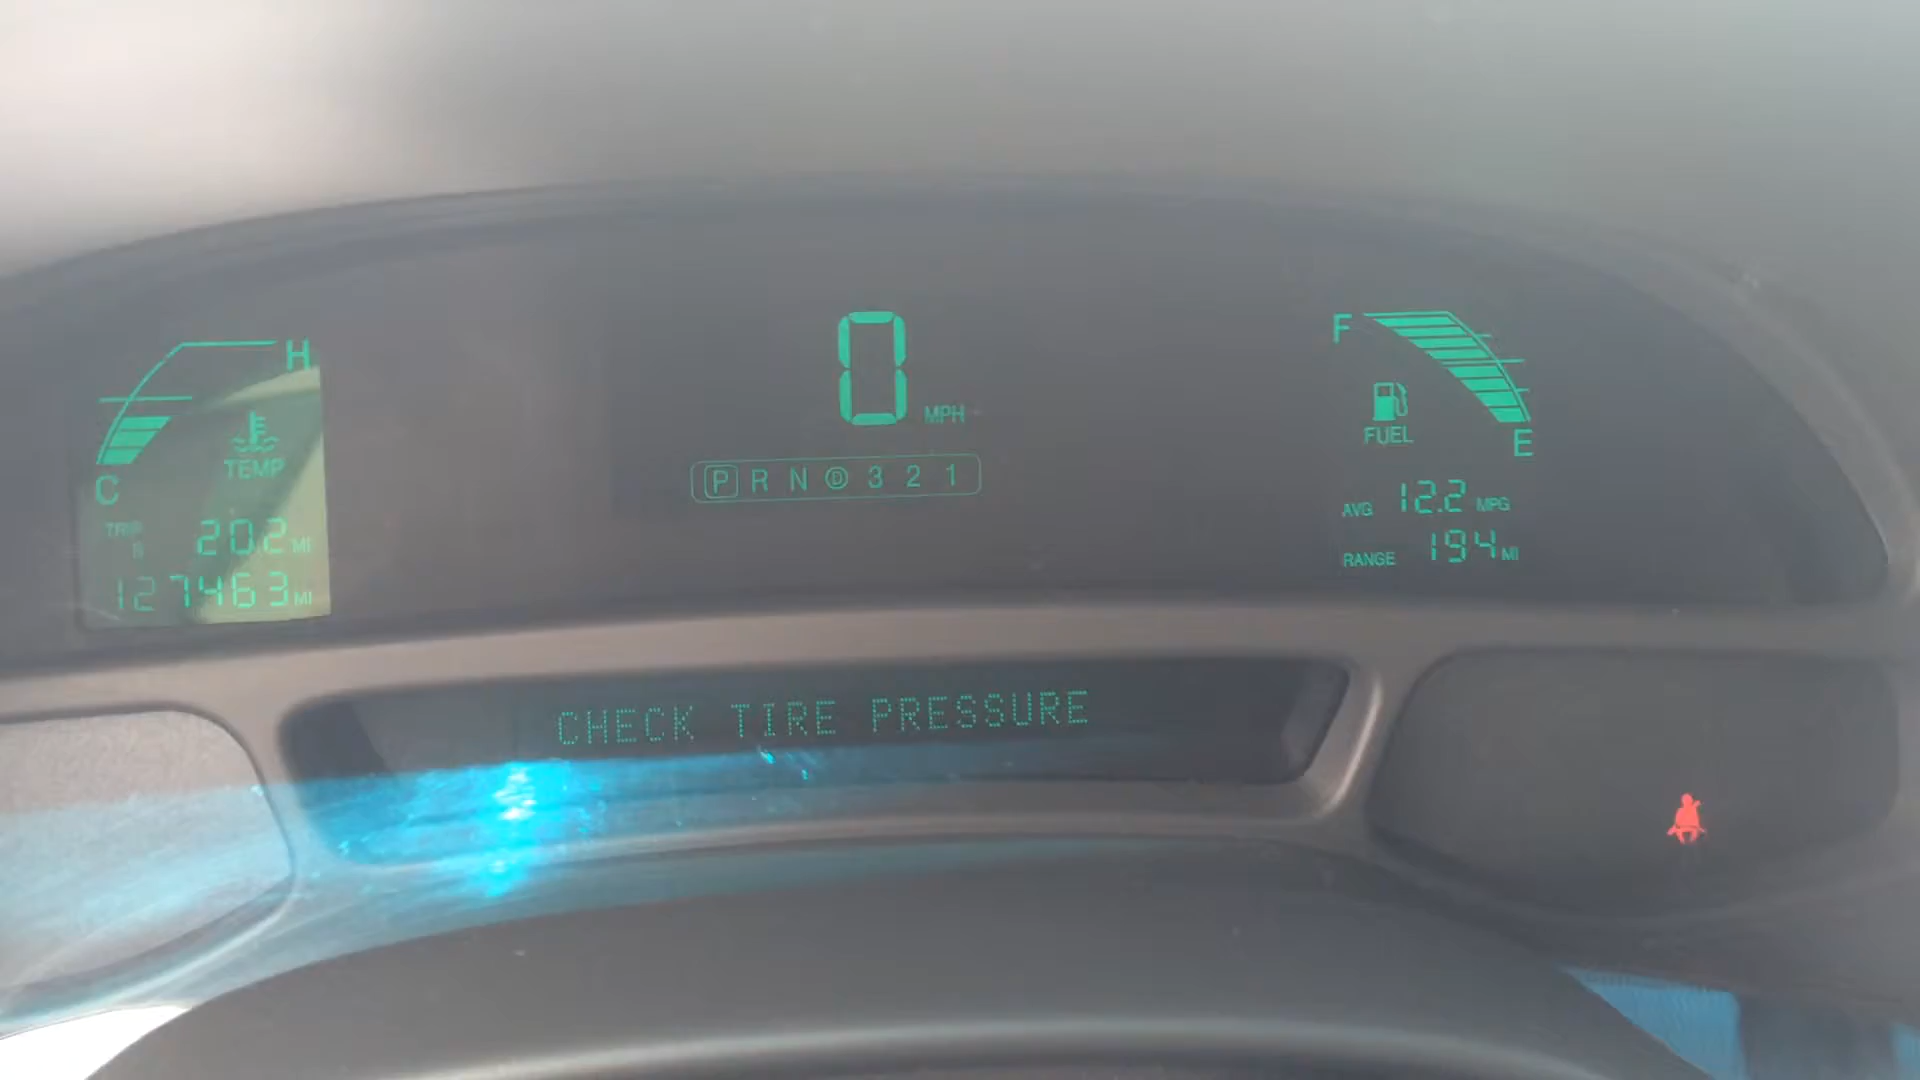 H
TEMP
C
TRIP
B 20.2 MI
127463 MI
0 MPH
P R N D 3 2 1
F
FUEL
E
AVG 12.2 MPG
RANGE 194 MI
CHECK TIRE PRESSURE